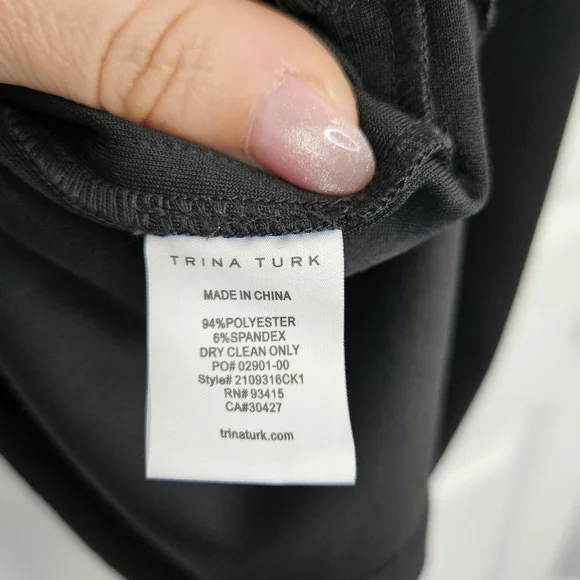 TRINA TURK
MADE IN CHINA
94%POLYESTER
6%SPANDEX
DRY CLEAN ONLY
PO# 02901-00
Style# 2109316CK1
RN# 93415
CA#30427
trinaturk.com